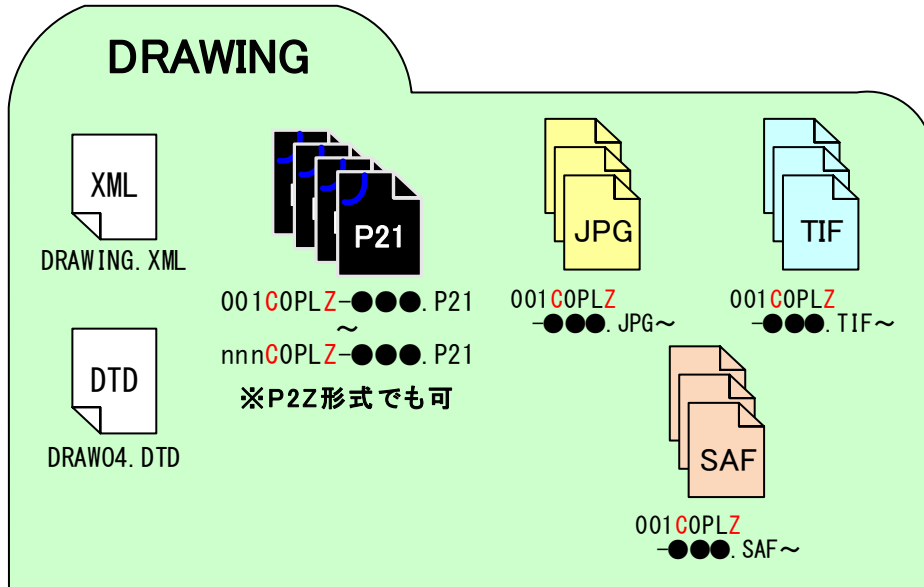 DRAWING
XML
DRAWING.XML
P21
001C0PLZ-●●●.P21
～
nnnC0PLZ-●●●.P21
※P2Z形式でも可
JPG
001C0PLZ
-●●●.JPG～
TIF
001C0PLZ
-●●●.TIF～
DTD
DRAW04.DTD
SAF
001C0PLZ
-●●●.SAF～